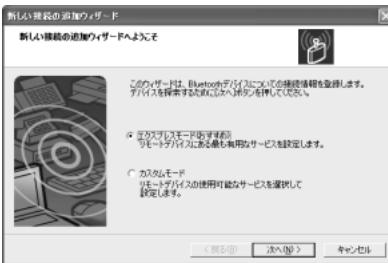 新しい接続の追加ウィザード
新しい接続の追加ウィザードへようこそ
このウィザードは、Bluetoothデバイスについての接続情報を登録します。
デバイスを探索するために[次へ]ボタンを押してください。
エクスプレスモード(おすすめ)
リモートデバイスにある最も有用なサービスを設定します。
カスタムモード
リモートデバイスの使用可能なサービスを選択して
設定します。
< 戻る(B) 次へ(N) > キャンセル